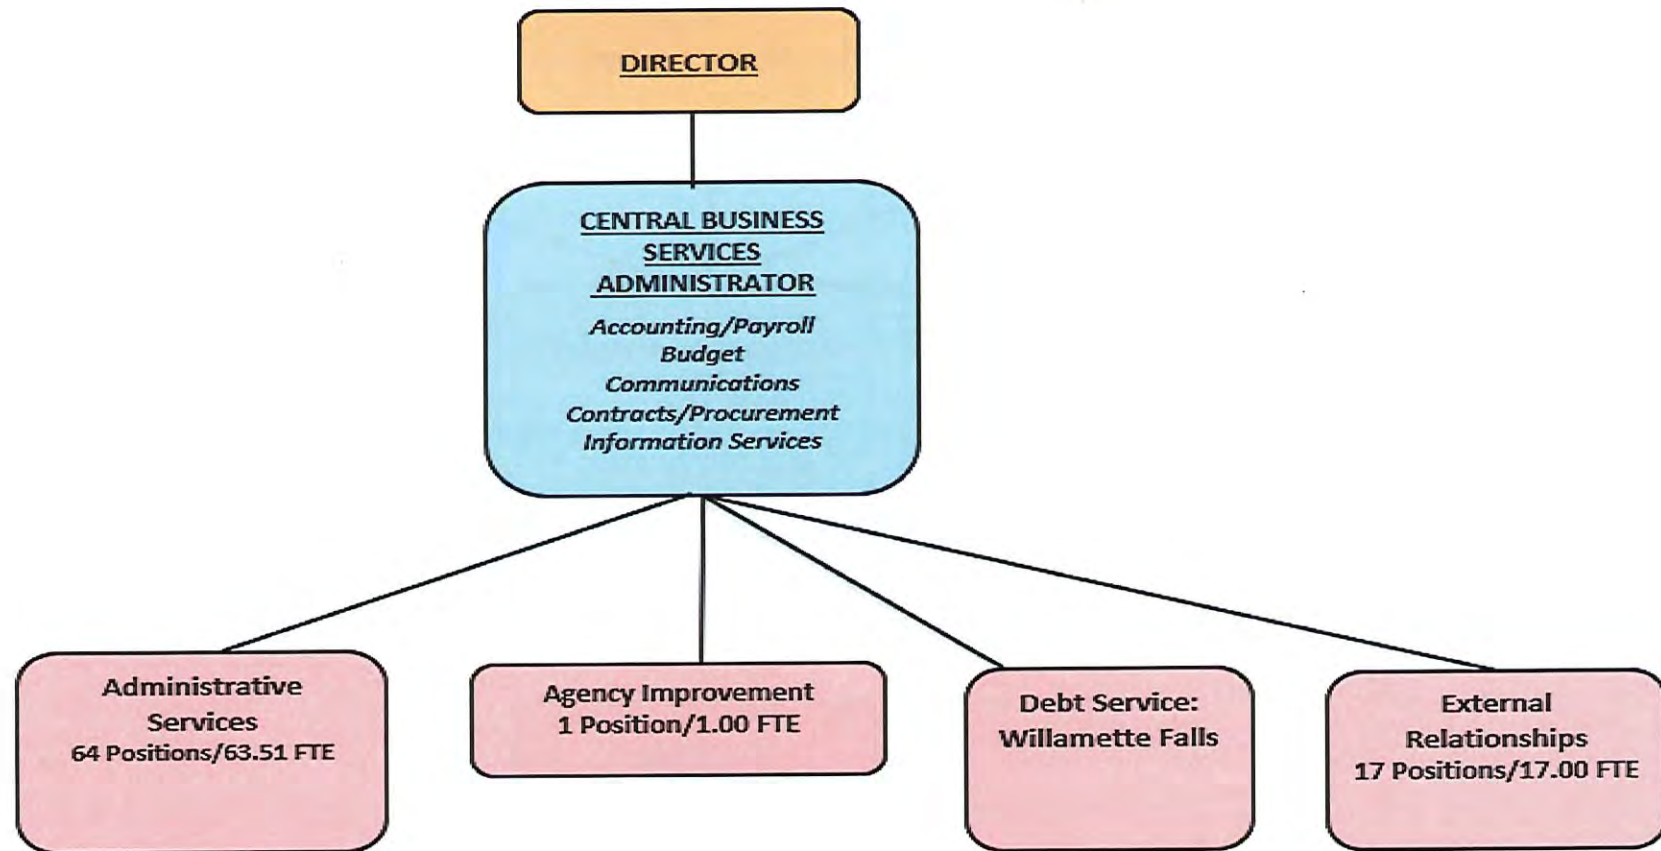 DIRECTOR
CENTRAL BUSINESS
SERVICES
ADMINISTRATOR
Accounting/Payroll
Budget
Communications
Contracts/Procurement
Information Services
Administrative
Services
64 Positions/63.51 FTE
Agency Improvement
1 Position/1.00 FTE
Debt Service:
Willamette Falls
External
Relationships
17 Positions/17.00 FTE